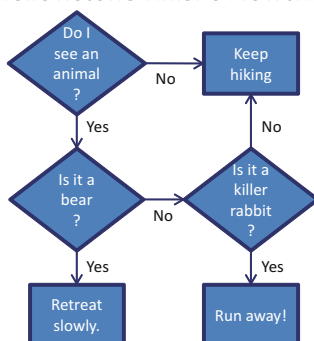 Do I
see an
animal
?
No
Keep
hiking
Yes
No
Is it a
bear
?
No
Is it a
killer
rabbit
?
Yes
Yes
Retreat
slowly.
Run away!